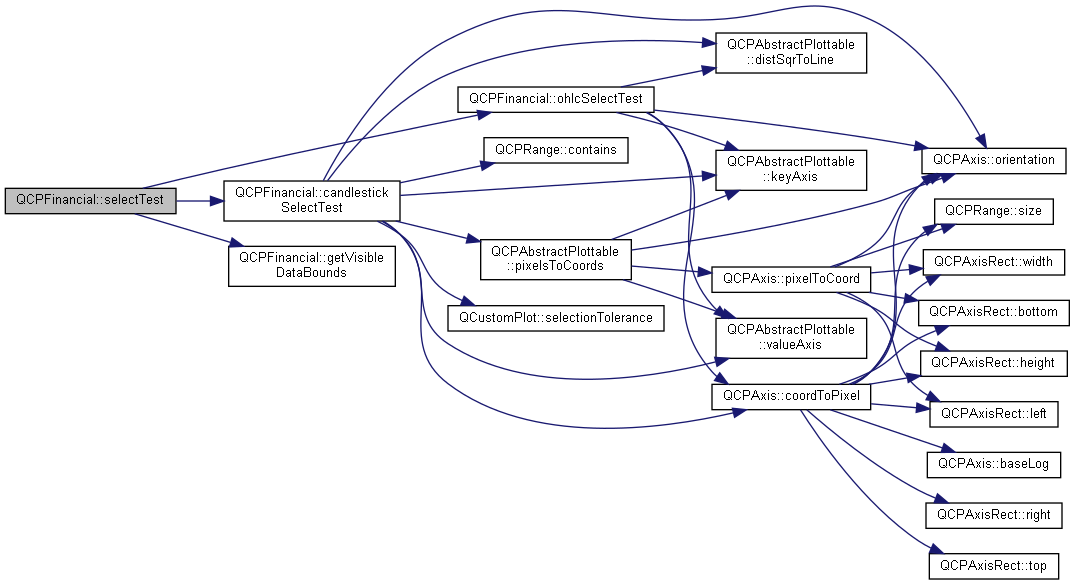 QCPFinancial::selectTest
QCPFinancial::candlestick
SelectTest
QCPFinancial::getVisible
DataBounds
QCPFinancial::ohlcSelectTest
QCPRange::contains
QCPAbstractPlottable
::pixelsToCoords
QCustomPlot::selectionTolerance
QCPAbstractPlottable
::distSqrToLine
QCPAbstractPlottable
::keyAxis
QCPAxis::pixelToCoord
QCPAbstractPlottable
::valueAxis
QCPAxis::coordToPixel
QCPAxis::orientation
QCPRange::size
QCPAxisRect::width
QCPAxisRect::bottom
QCPAxisRect::height
QCPAxisRect::left
QCPAxis::baseLog
QCPAxisRect::right
QCPAxisRect::top